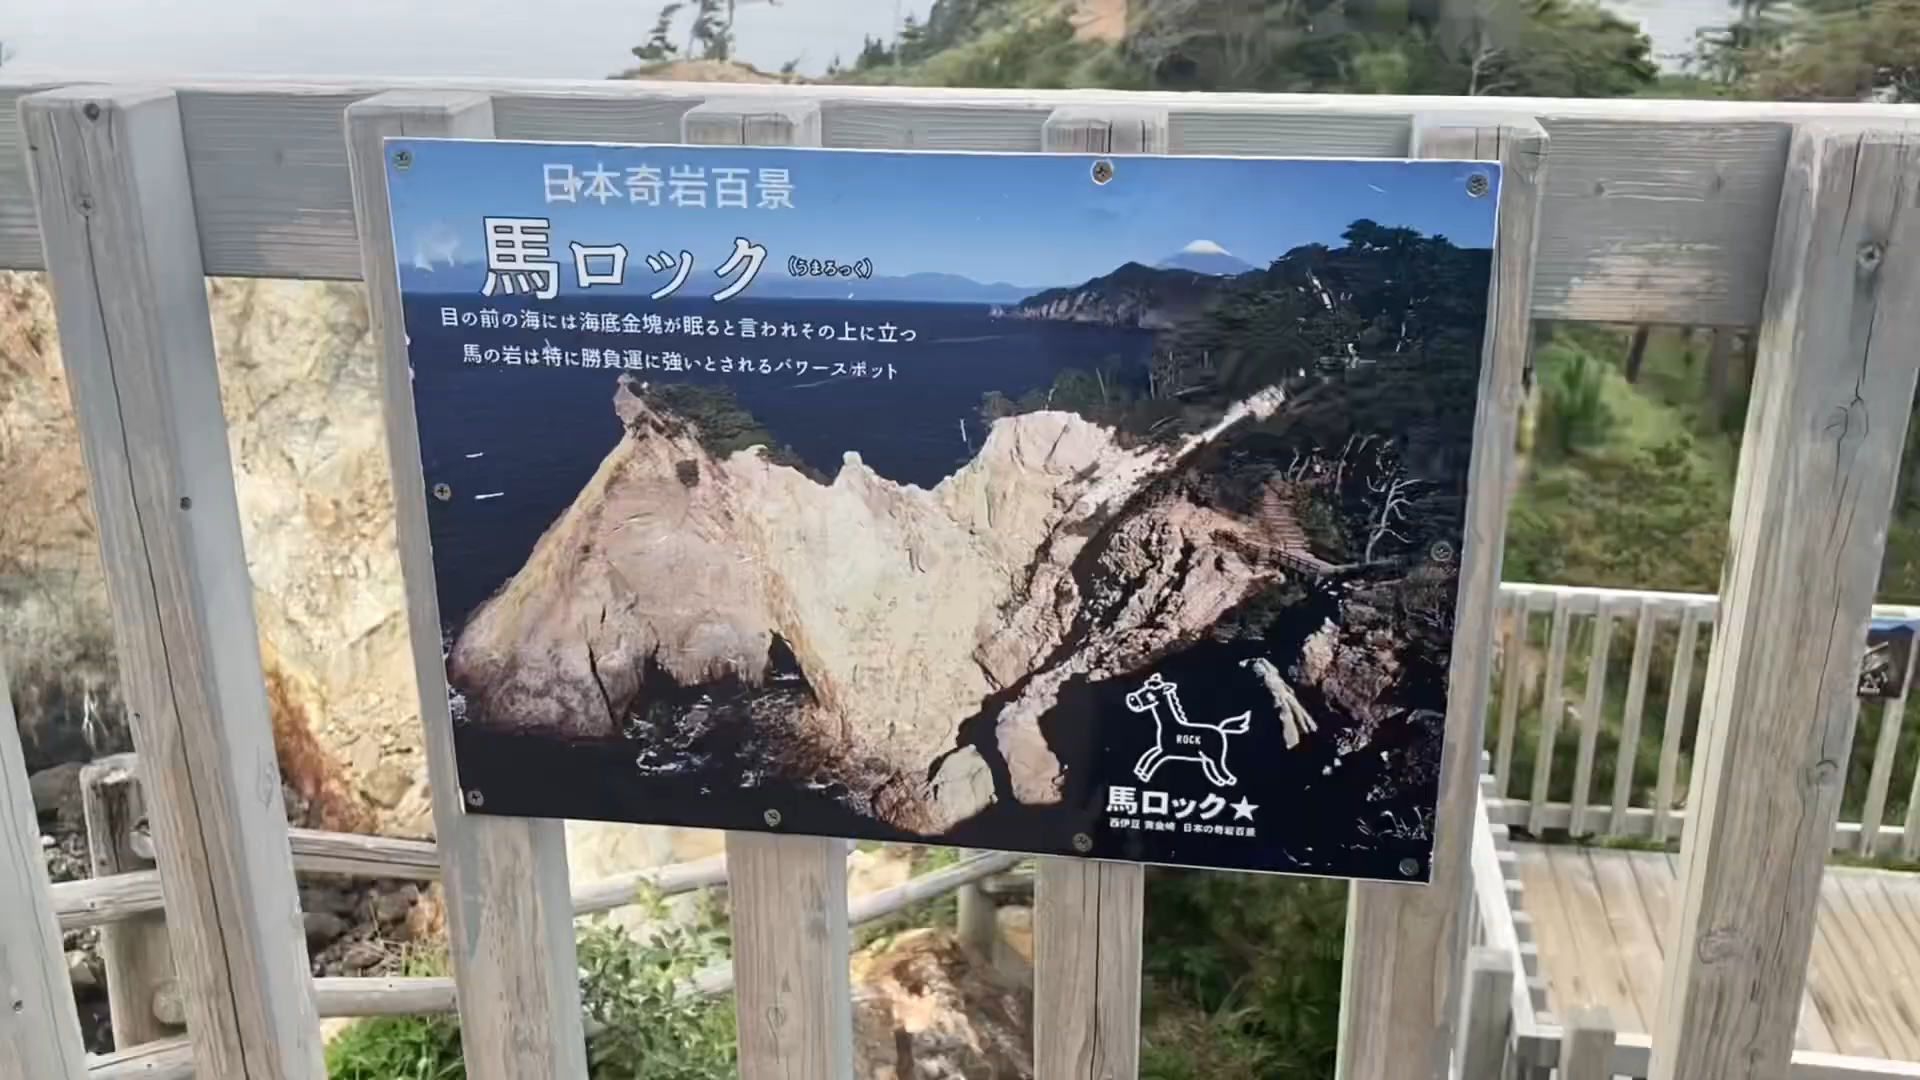 日本奇岩百景
馬ロック（うまろっく）
目の前の海には海底金塊が眠ると言われその上に立つ
馬の岩は特に勝負運に強いとされるパワースポット
ROCK
馬ロック★
西伊豆 黄金崎 日本の奇岩百景